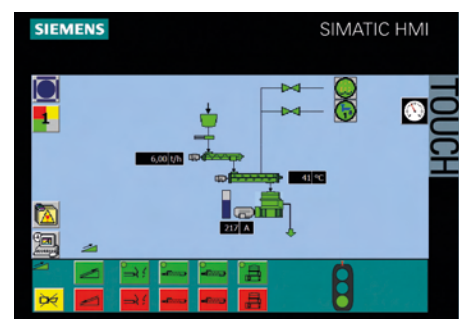 SIEMENS
SIMATIC HMI
TOUCH
1
6,00 t/h
41 °C
217 A